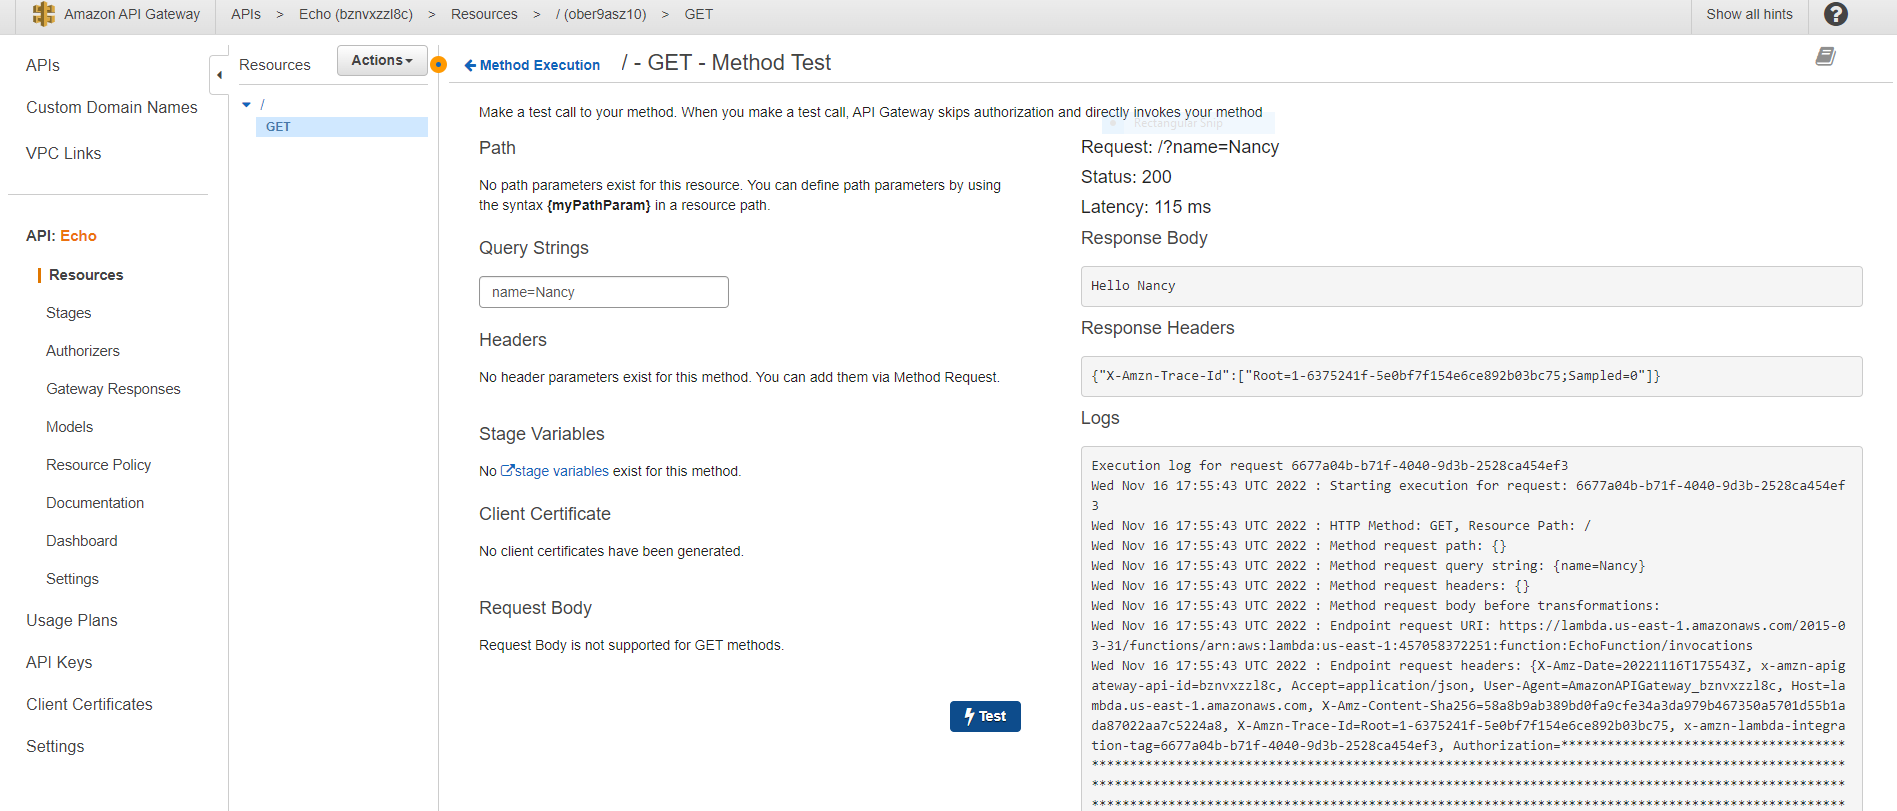 Amazon API Gateway
APIs > Echo (bznvxzzl8c) > Resources > / (ober9asz10) > GET
Show all hints
?
APIs
Custom Domain Names
VPC Links
API: Echo
Resources
Stages
Authorizers
Gateway Responses
Models
Resource Policy
Documentation
Dashboard
Settings
Usage Plans
API Keys
Client Certificates
Settings
Resources
Actions
/
GET
Method Execution / - GET - Method Test
Make a test call to your method. When you make a test call, API Gateway skips authorization and directly invokes your method
Rectangular Snip
Path
No path parameters exist for this resource. You can define path parameters by using
the syntax {myPathParam} in a resource path.
Query Strings
name=Nancy
Headers
No header parameters exist for this method. You can add them via Method Request.
Stage Variables
No stage variables exist for this method.
Client Certificate
No client certificates have been generated.
Request Body
Request Body is not supported for GET methods.
Test
Request: /?name=Nancy
Status: 200
Latency: 115 ms
Response Body
Hello Nancy
Response Headers
{"X-Amzn-Trace-Id":["Root=1-6375241f-5e0bf7f154e6ce892b03bc75;Sampled=0"]}
Logs
Execution log for request 6677a04b-b71f-4040-9d3b-2528ca454ef3
Wed Nov 16 17:55:43 UTC 2022 : Starting execution for request: 6677a04b-b71f-4040-9d3b-2528ca454ef
3
Wed Nov 16 17:55:43 UTC 2022 : HTTP Method: GET, Resource Path: /
Wed Nov 16 17:55:43 UTC 2022 : Method request path: {}
Wed Nov 16 17:55:43 UTC 2022 : Method request query string: {name=Nancy}
Wed Nov 16 17:55:43 UTC 2022 : Method request headers: {}
Wed Nov 16 17:55:43 UTC 2022 : Method request body before transformations:
Wed Nov 16 17:55:43 UTC 2022 : Endpoint request URI: https://lambda.us-east-1.amazonaws.com/2015-0
3-31/functions/arn:aws:lambda:us-east-1:457058372251:function:EchoFunction/invocations
Wed Nov 16 17:55:43 UTC 2022 : Endpoint request headers: {X-Amz-Date=20221116T175543Z, x-amzn-apig
ateway-api-id=bznvxzzl8c, Accept=application/json, User-Agent=AmazonAPIGateway_bznvxzzl8c, Host=la
mbda.us-east-1.amazonaws.com, X-Amz-Content-Sha256=58a8b9ab389bd0fa9cfe34a3da979b467350a5701d55b1a
da87022aa7c5224a8, X-Amzn-Trace-Id=Root=1-6375241f-5e0bf7f154e6ce892b03bc75, x-amzn-lambda-integra
tion-tag=6677a04b-b71f-4040-9d3b-2528ca454ef3, Authorization=*************************************
**************************************************************************************************
**************************************************************************************************
**************************************************************************************************